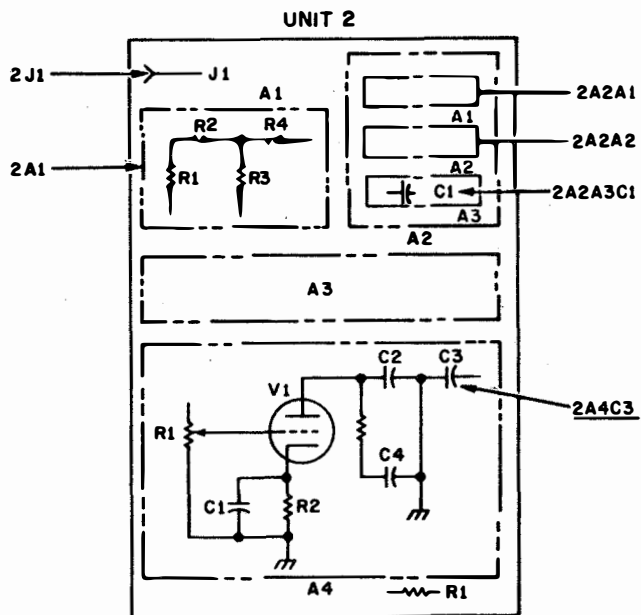 UNIT 2
2J1
J1
A1
R2
R4
2A1
R1
R3
A1
2A2A1
A2
2A2A2
C1
A3
2A2A3C1
A2
A3
C2
C3
V1
2A4C3
R1
C4
C1
R2
A4
R1